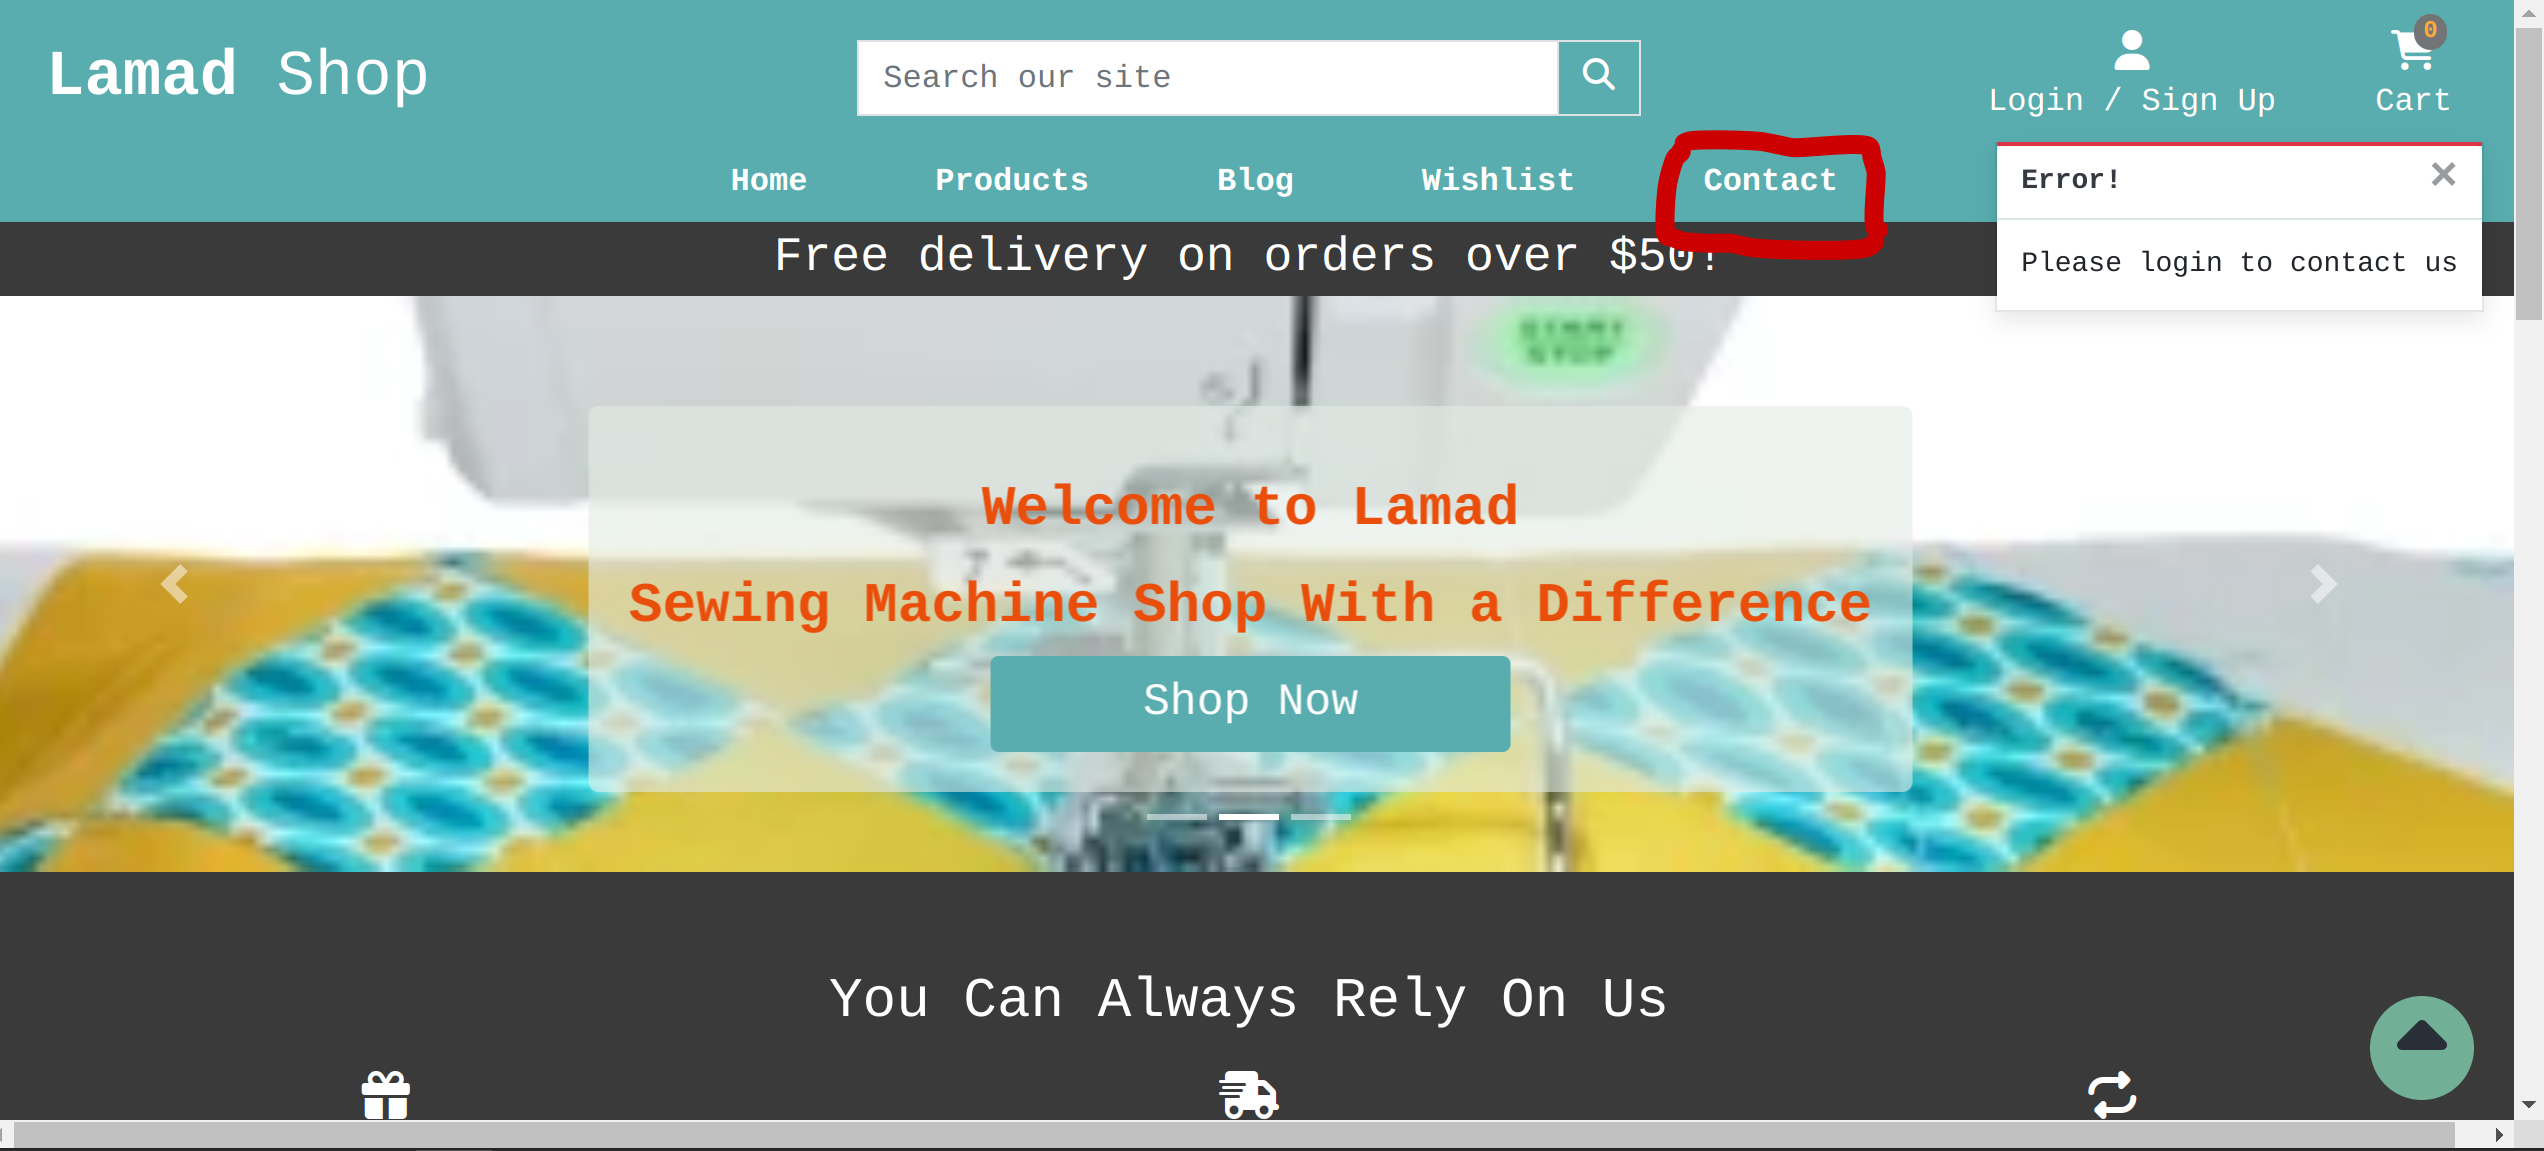 Lamad Shop
Search our site
Login / Sign Up
0
Cart
Home Products Blog Wishlist Contact
Error!
Please login to contact us
Free delivery on orders over $50!
START
STOP
Welcome to Lamad
Sewing Machine Shop With a Difference
Shop Now
You Can Always Rely On Us